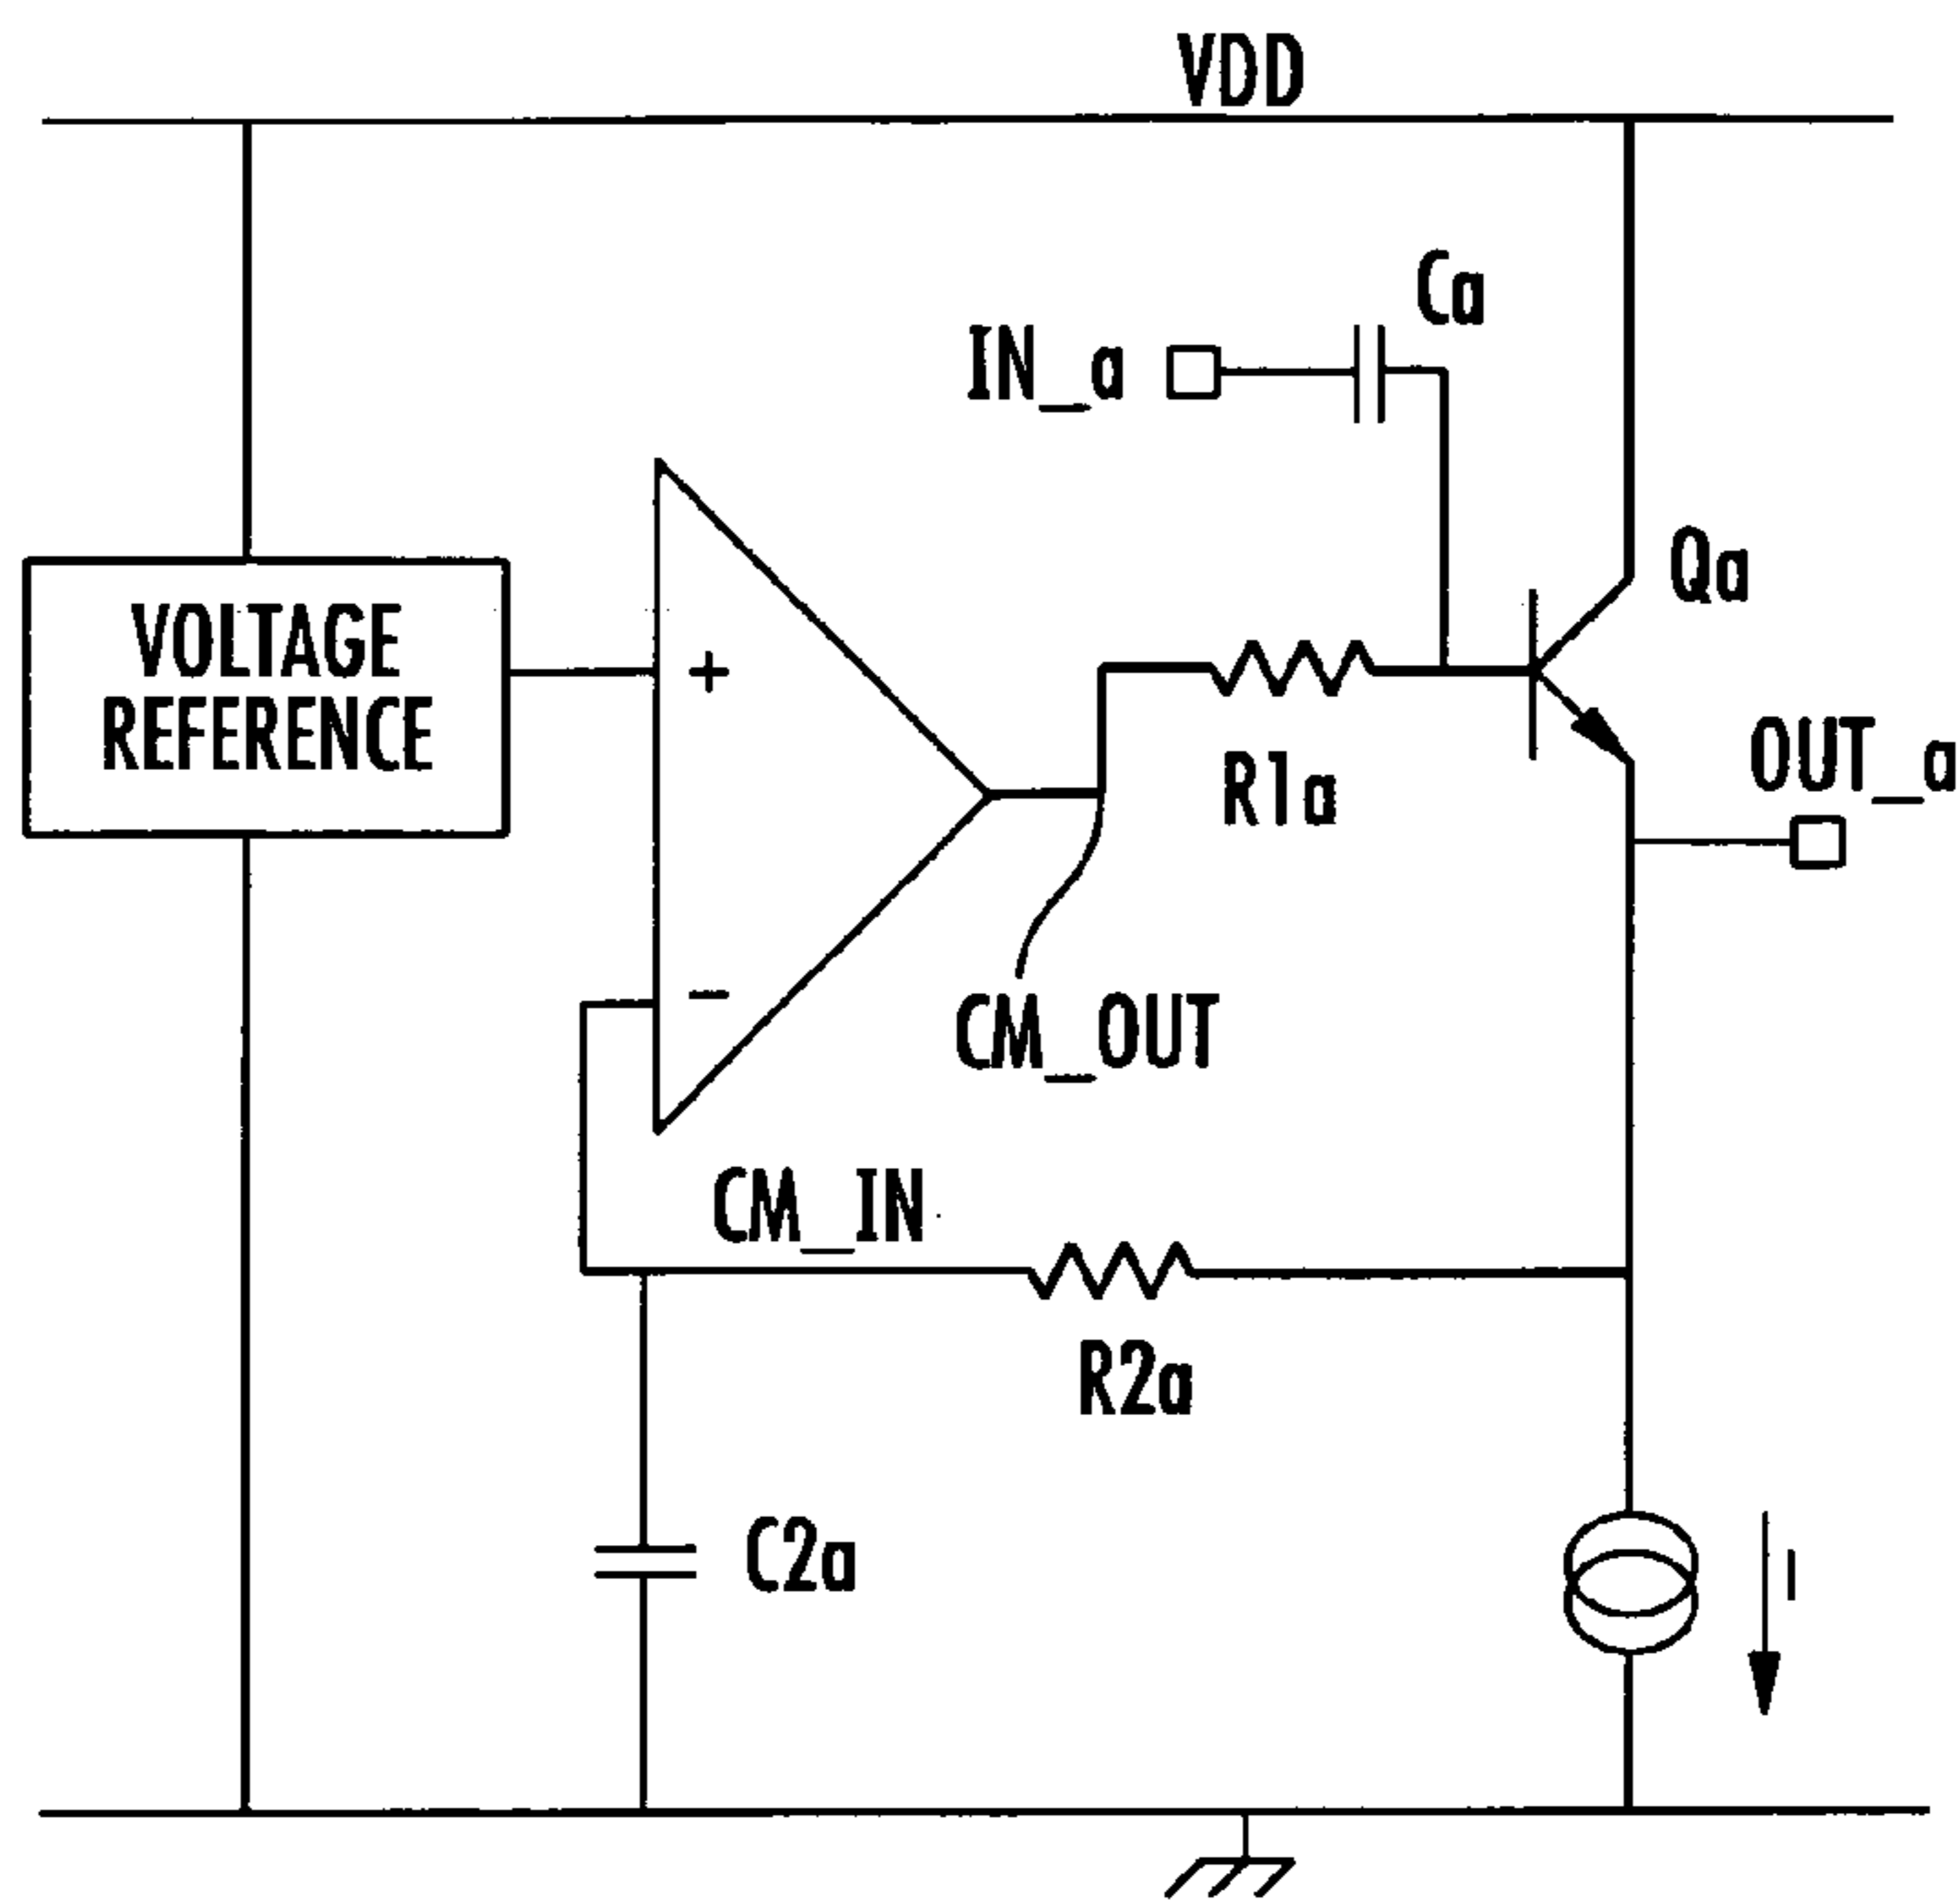 VDD
Ca
IN_a
Qa
VOLTAGE
REFERENCE
+
R1a
OUT_a
−
CM_OUT
CM_IN
R2a
C2a
I